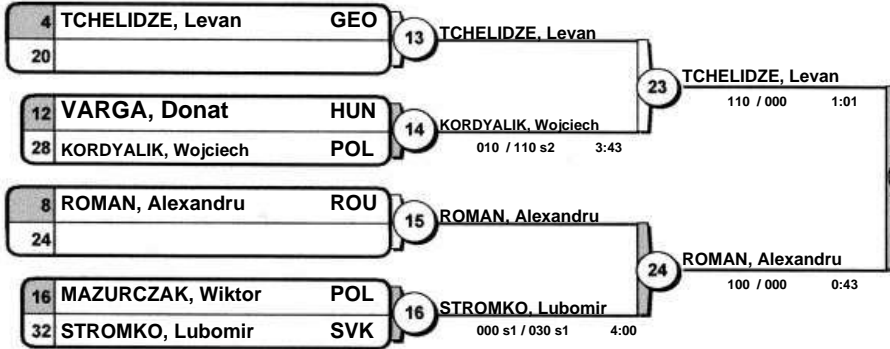 4 TCHELIDZE, Levan GEO
20
13 TCHELIDZE, Levan
12 VARGA, Donat HUN
28 KORDYALIK, Wojciech POL
14 KORDYALIK, Wojciech
010 / 110 s2 3:43
23 TCHELIDZE, Levan
110 / 000 1:01
8 ROMAN, Alexandru ROU
24
15 ROMAN, Alexandru
16 MAZURCZAK, Wiktor POL
32 STROMKO, Lubomir SVK
16 STROMKO, Lubomir
000 s1 / 030 s1 4:00
24 ROMAN, Alexandru
100 / 000 0:43